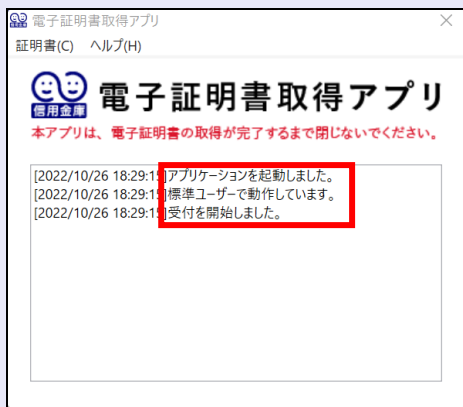 電子証明書取得アプリ
証明書(C) ヘルプ(H)
信用金庫 電子証明書取得アプリ
本アプリは、電子証明書の取得が完了するまで閉じないでください。
[2022/10/26 18:29:15]アプリケーションを起動しました。
[2022/10/26 18:29:15]標準ユーザーで動作しています。
[2022/10/26 18:29:15]受付を開始しました。